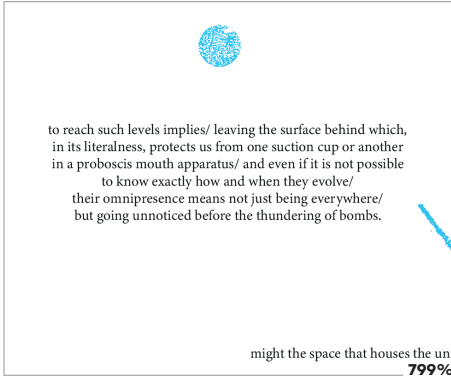 to reach such levels implies/ leaving the surface behind which,
in its literalness, protects us from one suction cup or another
in a proboscis mouth apparatus/ and even if it is not possible
to know exactly how and when they evolve/
their omnipresence means not just being everywhere/
but going unnoticed before the thundering of bombs.
might the space that houses the un
799%